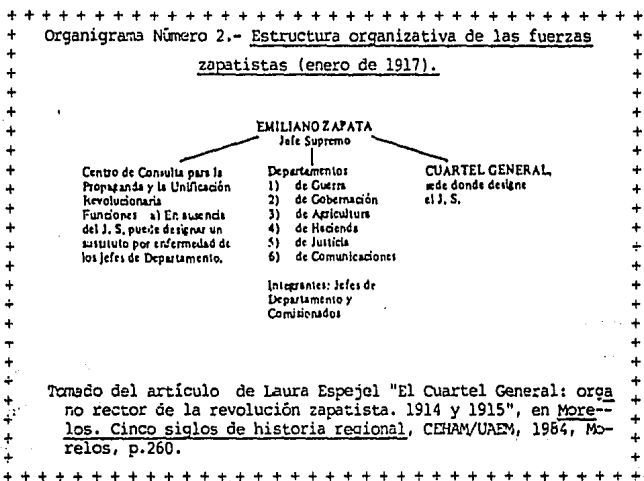 Organigrama Número 2.- Estructura organizativa de las fuerzas
zapatistas (enero de 1917).
EMILIANO ZAPATA
Jefe Supremo
Centro de Consulta para la
Propaganda y la Unificación
Revolucionaria
Funciones a) En ausencia
del J. S. puede designar un
sustituto por enfermedad de
los jefes de Departamento.
Departamentos
1) de Guerra
2) de Gobernación
3) de Agricultura
4) de Hacienda
5) de Justicia
6) de Comunicaciones
Integrantes: Jefes de
Departamento y
Comisionados
CUARTEL GENERAL,
sede donde designe
el J. S.
Tomado del artículo de Laura Espejel "El Cuartel General: orga
no rector de la revolución zapatista. 1914 y 1915", en More--
los. Cinco siglos de historia regional, CEHAM/UAEM, 1984, Mo-
relos, p.260.